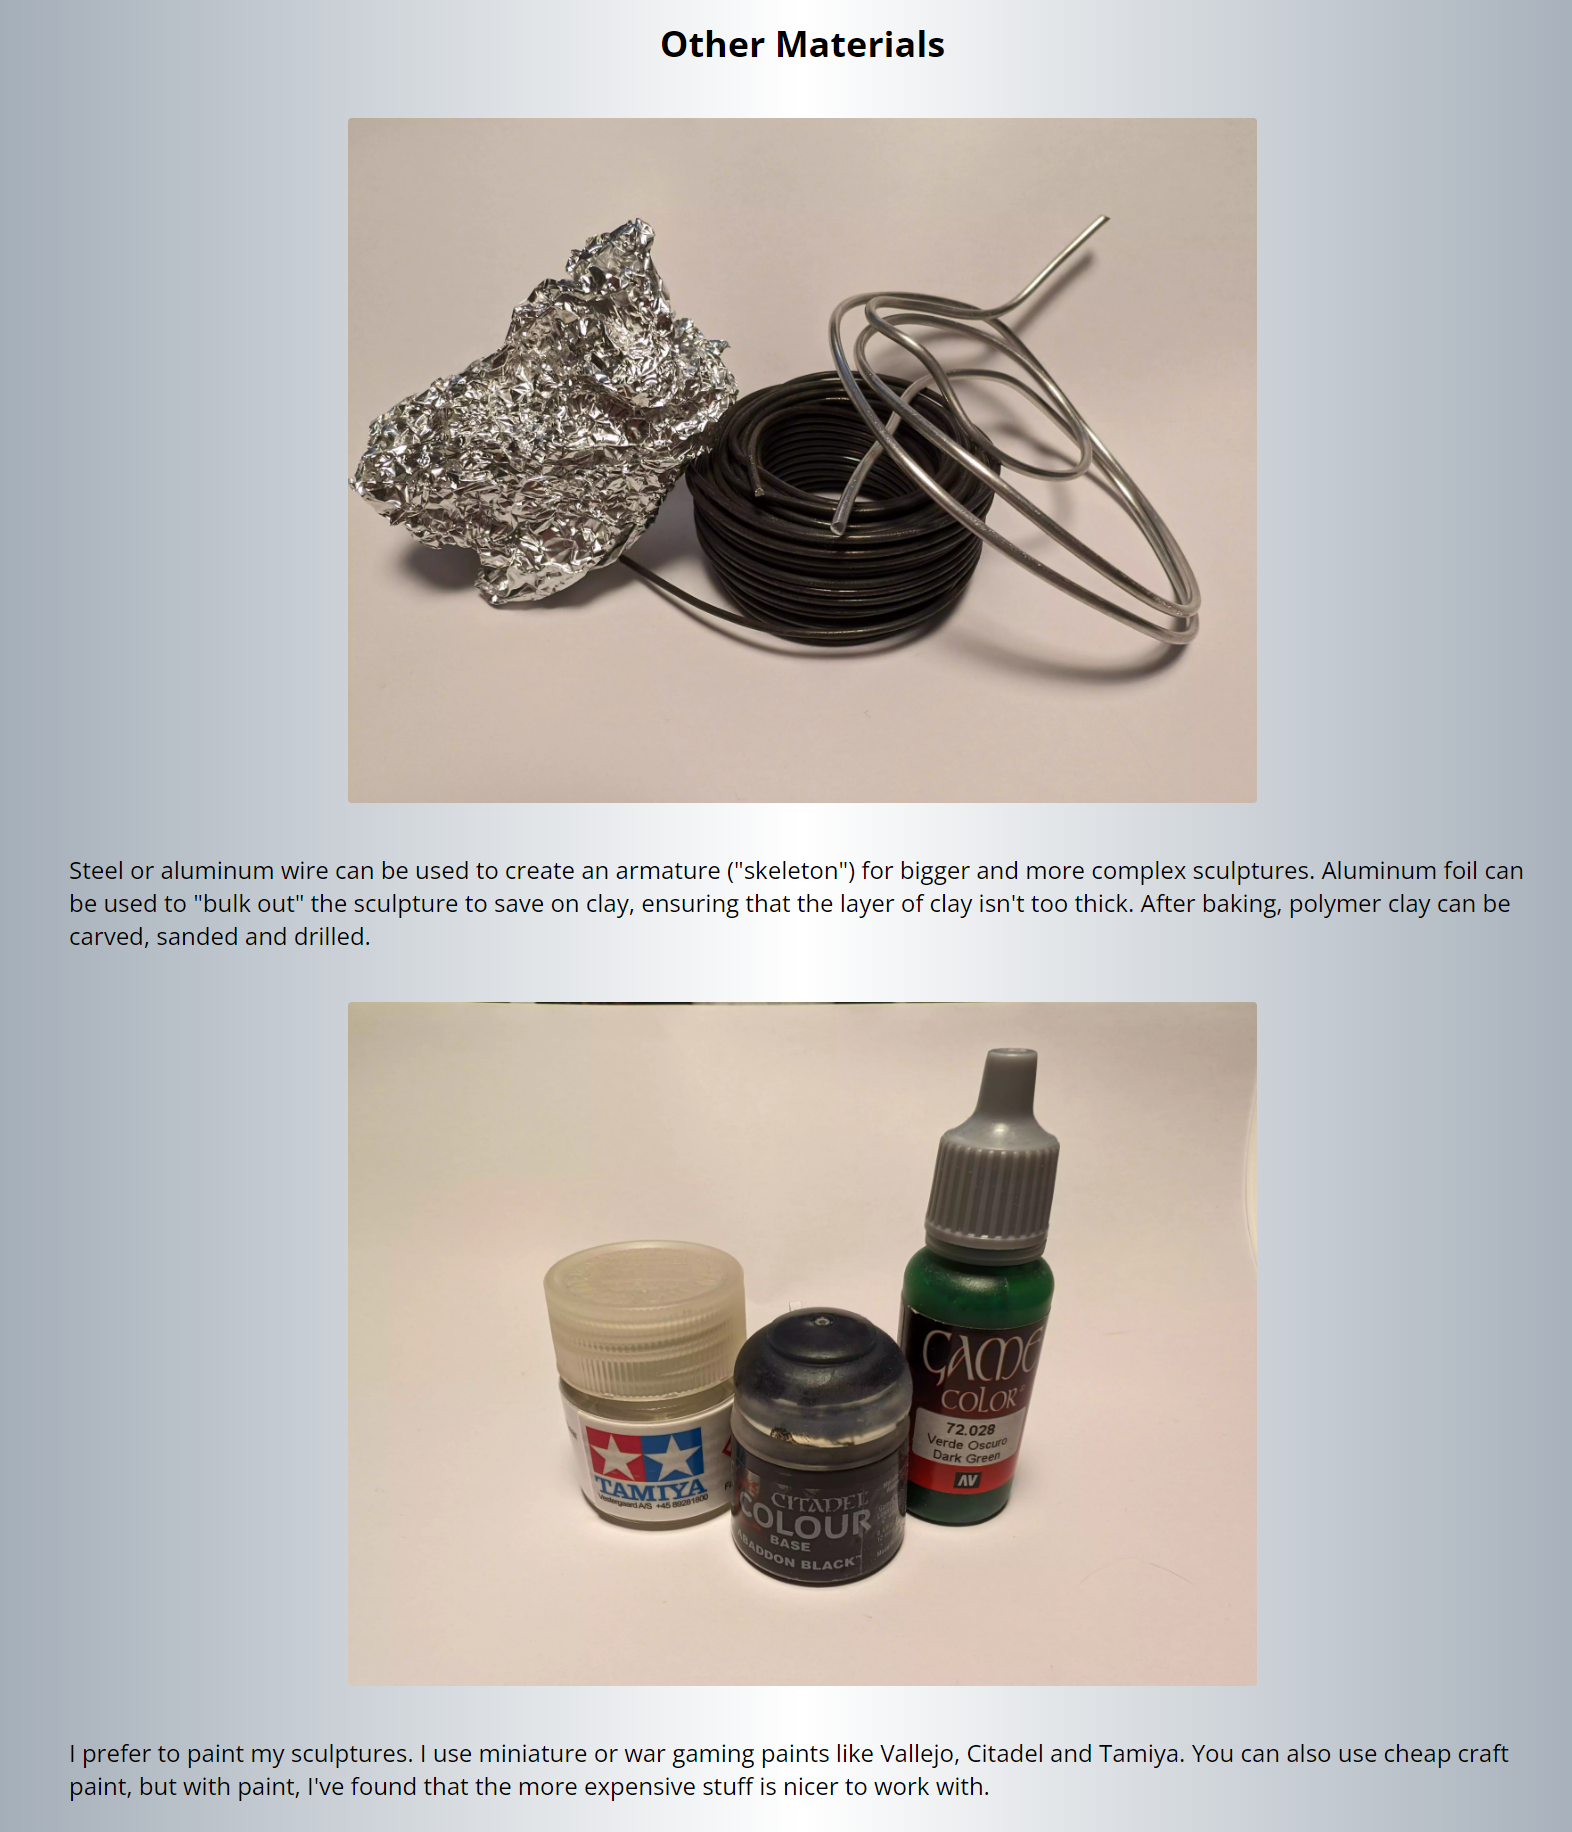 Other Materials
Steel or aluminum wire can be used to create an armature ("skeleton") for bigger and more complex sculptures. Aluminum foil can
be used to "bulk out" the sculpture to save on clay, ensuring that the layer of clay isn't too thick. After baking, polymer clay can be
carved, sanded and drilled.
GAME
COLOR
72.028
Verde Oscuro
Dark Green
AV
TAMIYA
Vestergaard A/S +45 89281800
CITADEL
COLOUR
BASE
ABADDON BLACK™
I prefer to paint my sculptures. I use miniature or war gaming paints like Vallejo, Citadel and Tamiya. You can also use cheap craft
paint, but with paint, I've found that the more expensive stuff is nicer to work with.